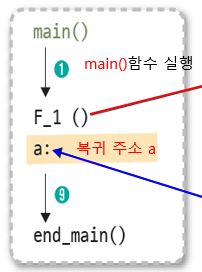 main()
❶ main()함수 실행
F_1 ()
a: 복귀 주소 a
❾
end_main()